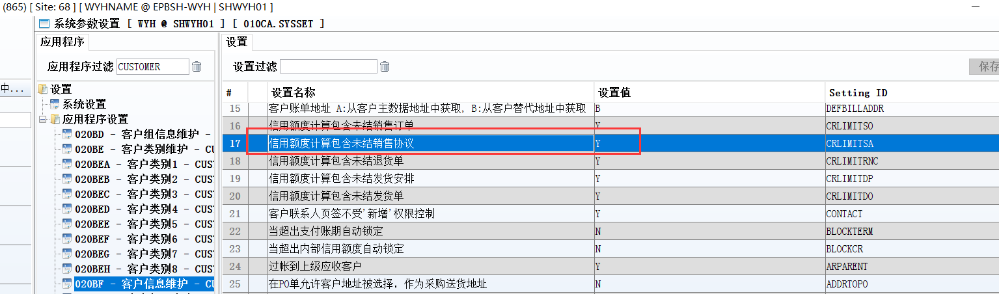 (865) [ Site: 68 ] [ WYHNAME @ EPBSH-WYH | SHWYH01 ]
系统参数设置 [ WYH @ SHWYH01 ] [ 010CA.SYSSET ]
应用程序
设置
应用程序过滤 CUSTOMER
设置过滤
保存
中...
设置
系统设置
应用程序设置
020BD - 客户组信息维护 -
020BE - 客户类别维护 - CU
020BEA - 客户类别1 - CUST
020BEB - 客户类别2 - CUST
020BEC - 客户类别3 - CUST
020BED - 客户类别4 - CUST
020BEE - 客户类别5 - CUST
020BEF - 客户类别6 - CUST
020BEG - 客户类别7 - CUST
020BEH - 客户类别8 - CUST
020BF - 客户信息维护 - CU
# 设置名称 设置值 Setting ID
15 客户账单地址 A:从客户主数据地址中获取, B:从客户替代地址中获取 B DEFBILLADDR
16 信用额度计算包含未结销售订单 Y CRLIMITSO
17 信用额度计算包含未结销售协议 Y CRLIMITSA
18 信用额度计算包含未结退货单 Y CRLIMITRNC
19 信用额度计算包含未结发货安排 Y CRLIMITDP
20 信用额度计算包含未结发货单 Y CRLIMITDO
21 客户联系人页签不受'新增'权限控制 Y CONTACT
22 当超出支付账期自动锁定 N BLOCKTERM
23 当超出内部信用额度自动锁定 N BLOCKCR
24 过帐到上级应收客户 Y ARPARENT
25 在PO单允许客户地址被选择，作为采购送货地址 N ADDRTOPO